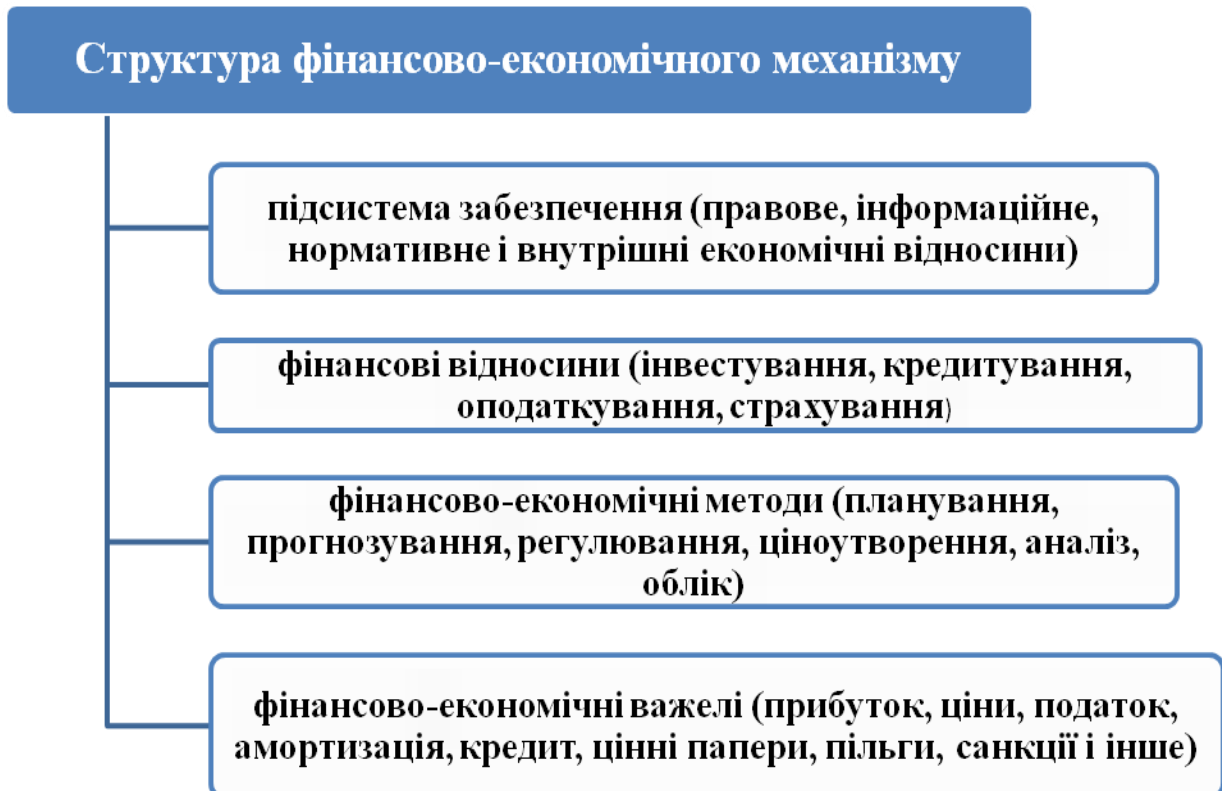 Структура фінансово-економічного механізму
підсистема забезпечення (правове, інформаційне,
нормативне і внутрішні економічні відносини)
фінансові відносини (інвестування, кредитування,
оподаткування, страхування)
фінансово-економічні методи (планування,
прогнозування, регулювання, ціноутворення, аналіз,
облік)
фінансово-економічні важелі (прибуток, ціни, податок,
амортизація, кредит, цінні папери, пільги, санкції і інше)